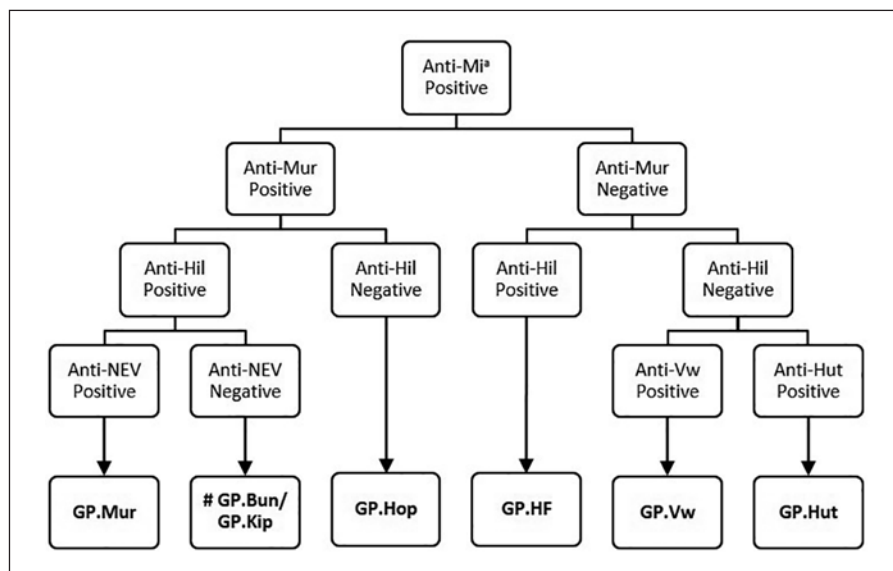 Anti-Miᵃ
Positive
Anti-Mur
Positive
Anti-Mur
Negative
Anti-Hil
Positive
Anti-Hil
Negative
Anti-Hil
Positive
Anti-Hil
Negative
Anti-NEV
Positive
Anti-NEV
Negative
Anti-Vw
Positive
Anti-Hut
Positive
GP.Mur
# GP.Bun/
GP.Kip
GP.Hop
GP.HF
GP.Vw
GP.Hut